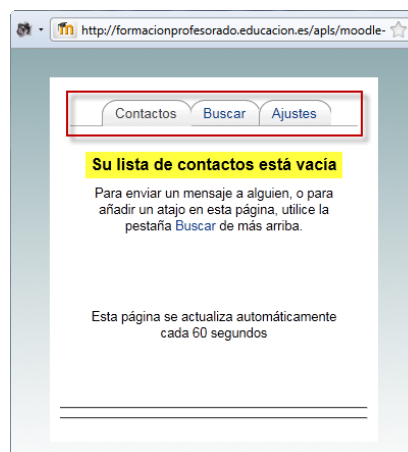 http://formacionprofesorado.educacion.es/apls/moodle-
Contactos Buscar Ajustes
Su lista de contactos está vacía
Para enviar un mensaje a alguien, o para
añadir un atajo en esta página, utilice la
pestaña Buscar de más arriba.
Esta página se actualiza automáticamente
cada 60 segundos